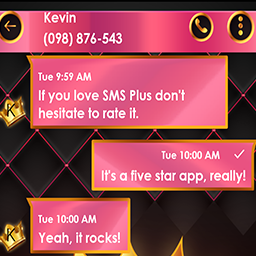 Kevin
(098) 876-543
Tue 9:59 AM
If you love SMS Plus don't
hesitate to rate it.
Tue 10:00 AM
It's a five star app, really!
Tue 10:00 AM
K
Yeah, it rocks!